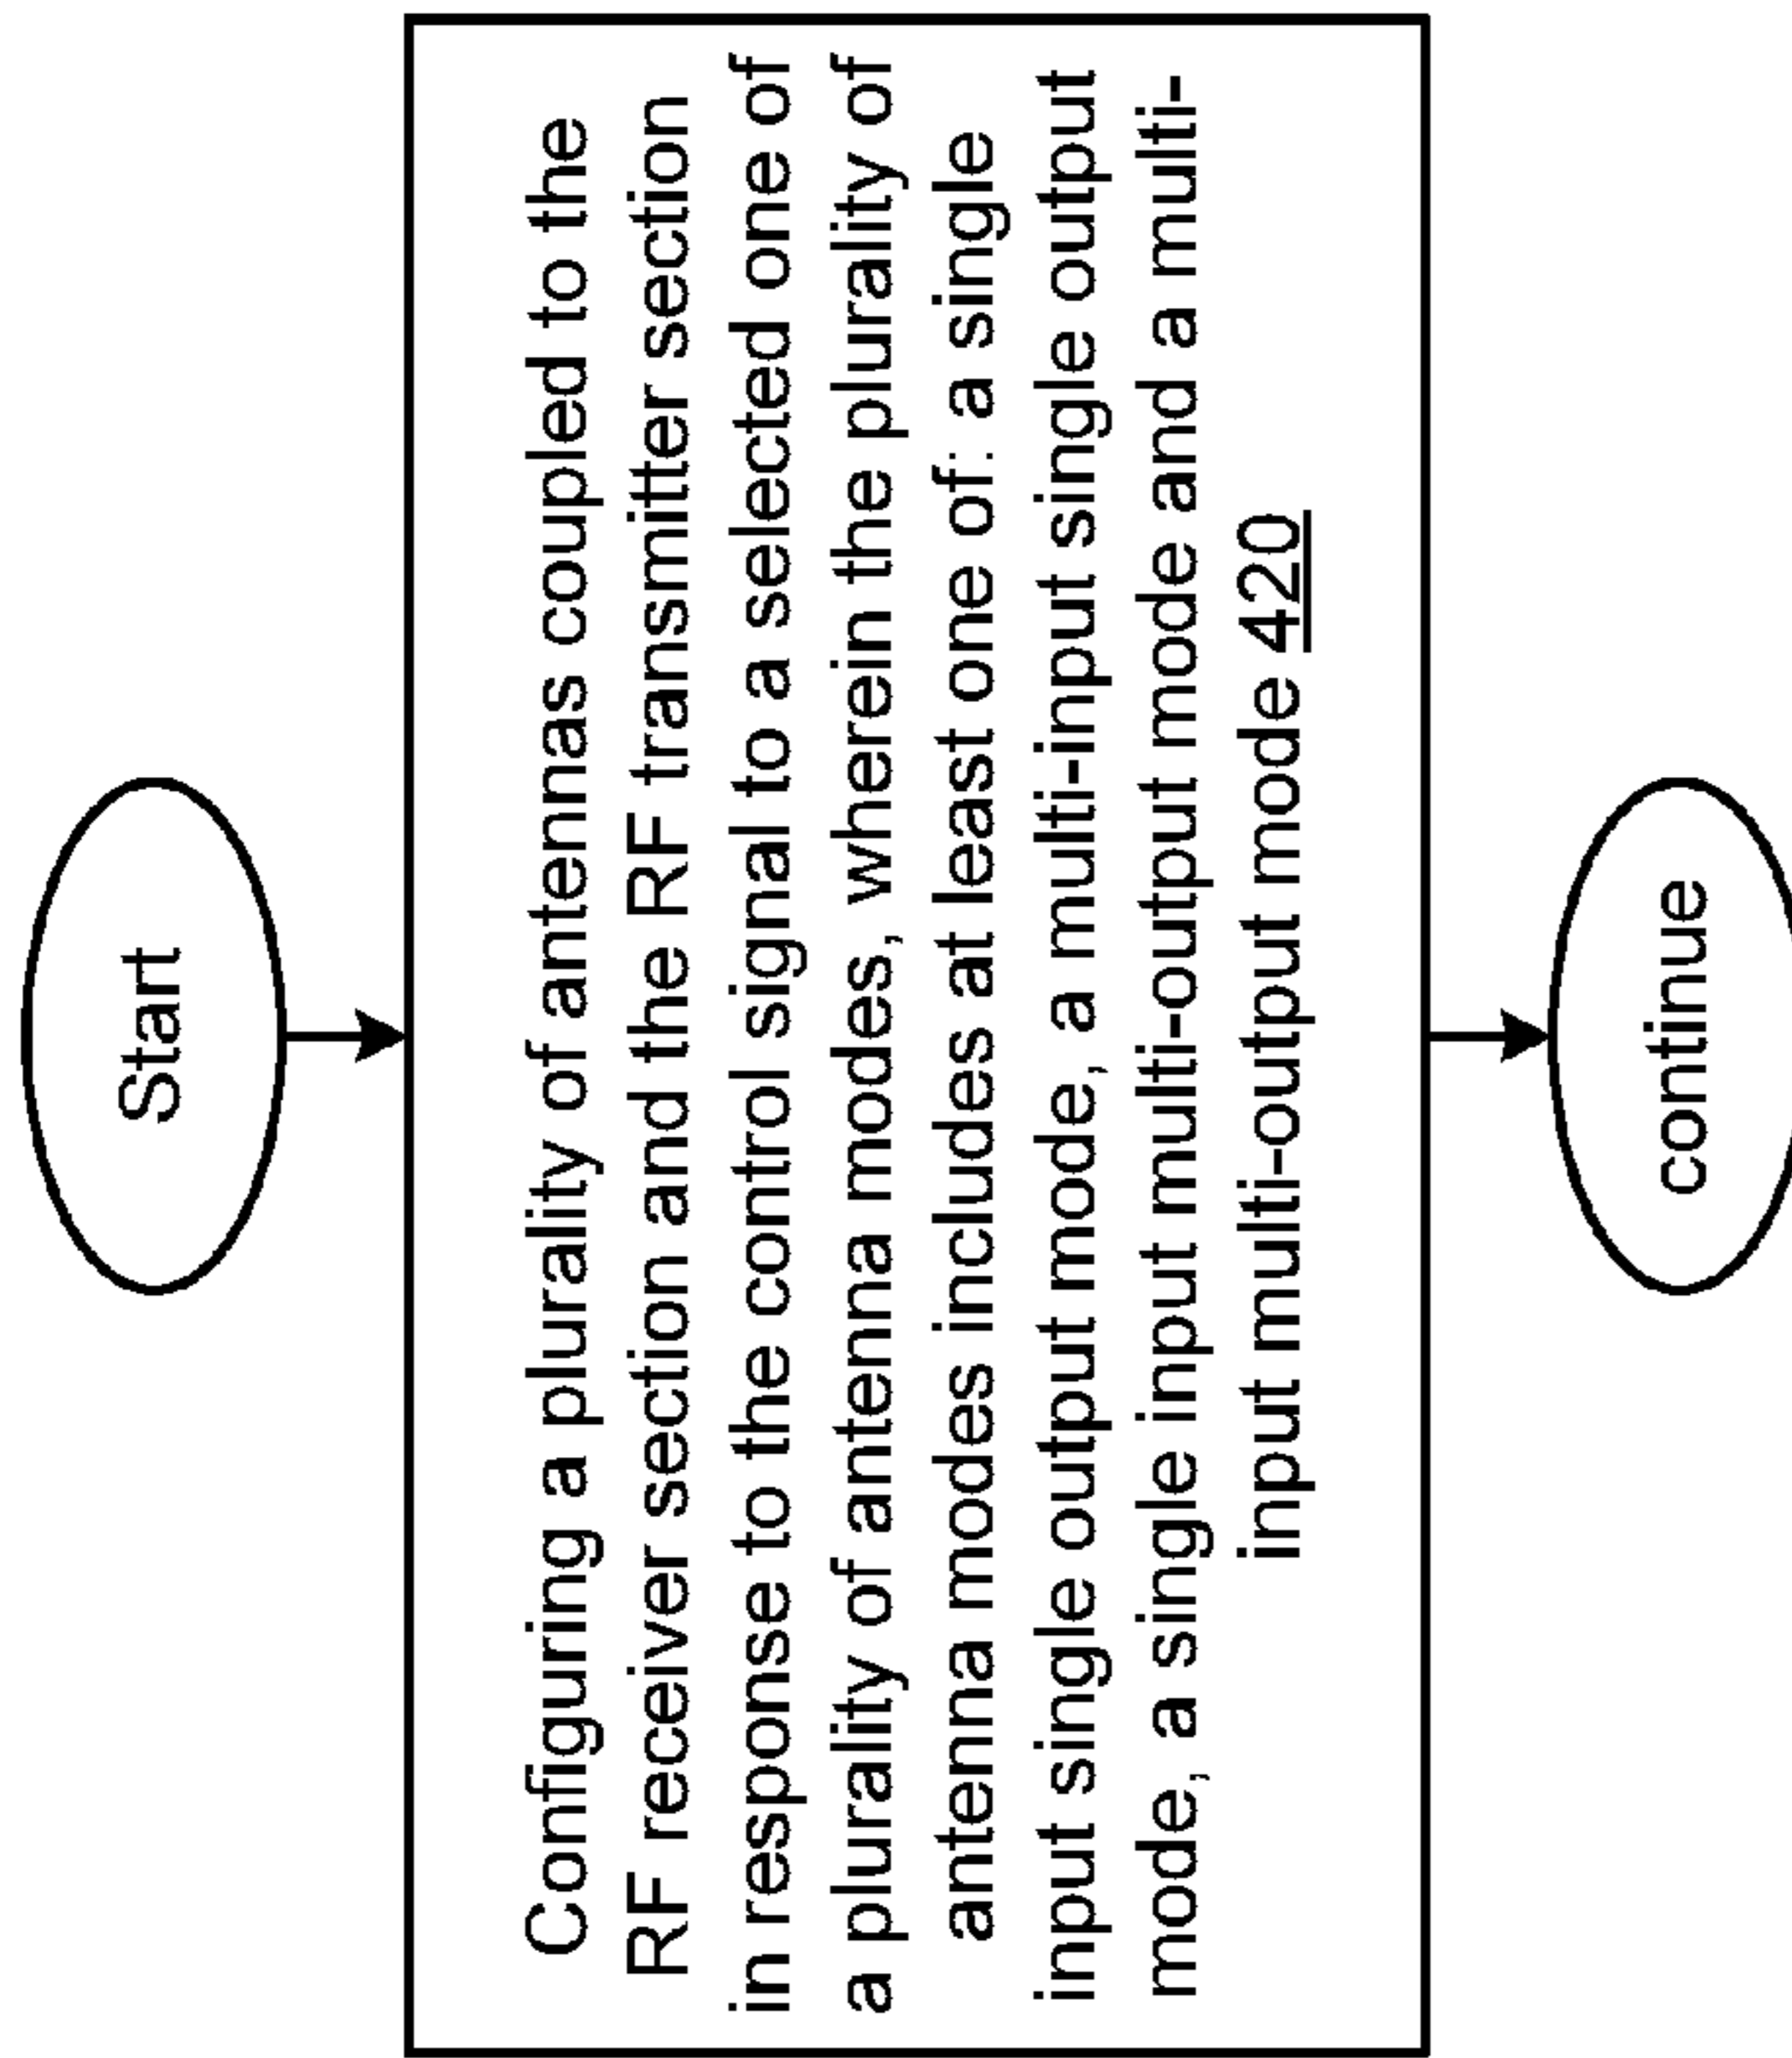 Start
Configuring a plurality of antennas coupled to the
RF receiver section and the RF transmitter section
in response to the control signal to a selected one of
a plurality of antenna modes, wherein the plurality of
antenna modes includes at least one of: a single
input single output mode, a multi-input single output
mode, a single input multi-output mode and a multi-
input multi-output mode 420
continue